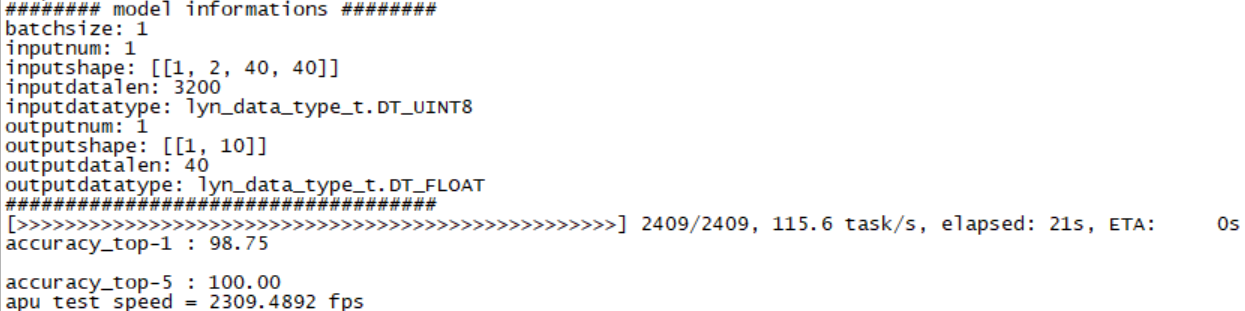 ######## model informations ########
batchsize: 1
inputnum: 1
inputshape: [[1, 2, 40, 40]]
inputdatalen: 3200
inputdatatype: lyn_data_type_t.DT_UINT8
outputnum: 1
outputshape: [[1, 10]]
outputdatalen: 40
outputdatatype: lyn_data_type_t.DT_FLOAT
####################################
[>>>>>>>>>>>>>>>>>>>>>>>>>>>>>>>>>>>>>>>>>>>>>>>>>>] 2409/2409, 115.6 task/s, elapsed: 21s, ETA:     0s
accuracy_top-1 : 98.75
accuracy_top-5 : 100.00
apu test speed = 2309.4892 fps